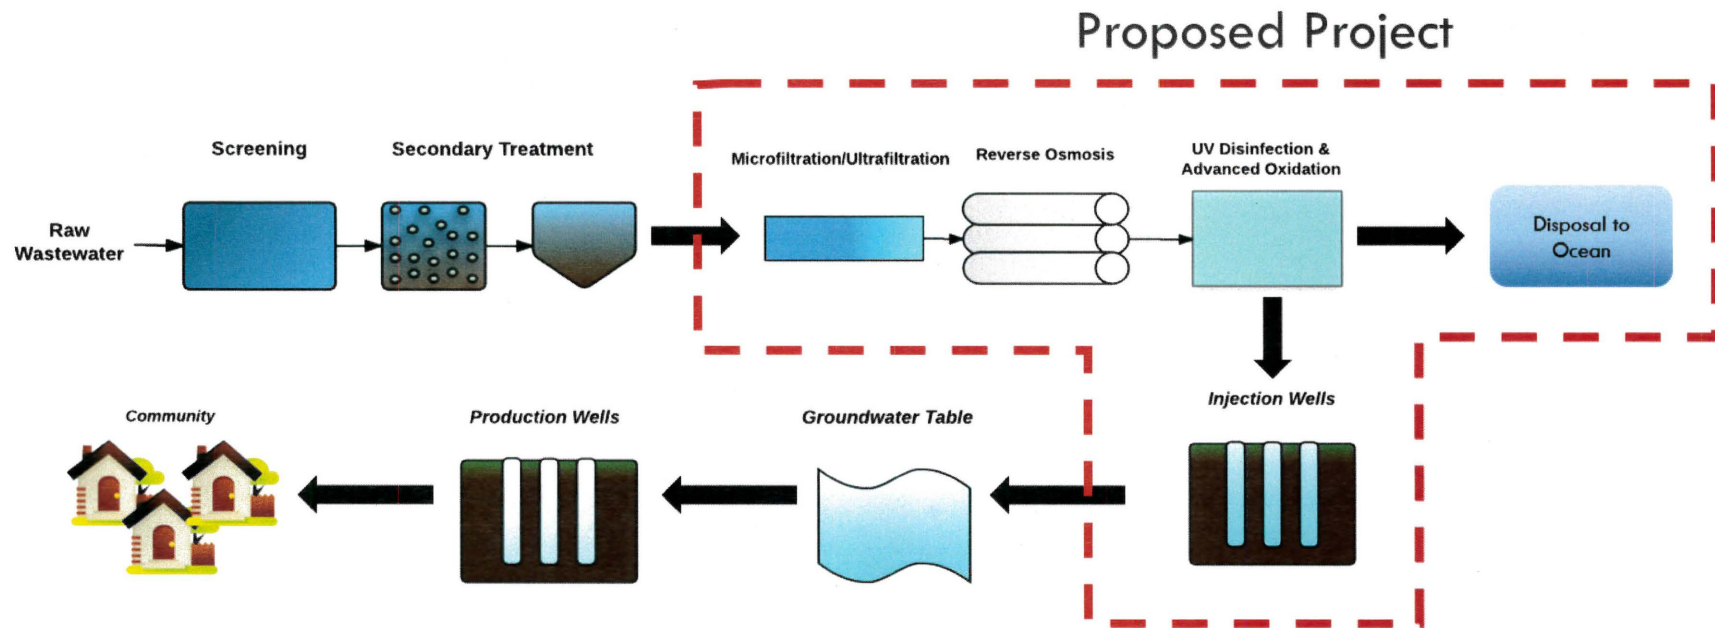 Proposed Project
Screening
Secondary Treatment
Microfiltration/Ultrafiltration
Reverse Osmosis
UV Disinfection &
Advanced Oxidation
Raw
Wastewater
Disposal to
Ocean
Community
Production Wells
Groundwater Table
Injection Wells